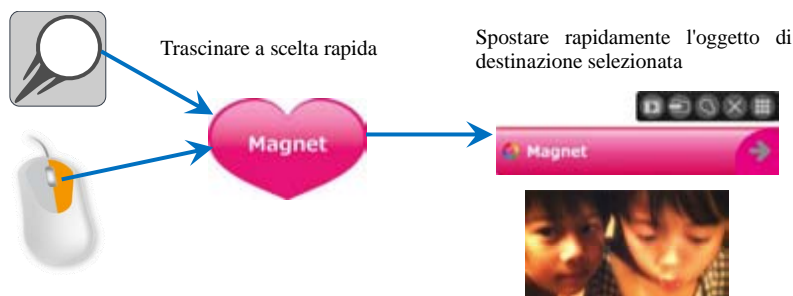 Trascinare a scelta rapida
Spostare rapidamente l'oggetto di
destinazione selezionata
Magnet
Magnet